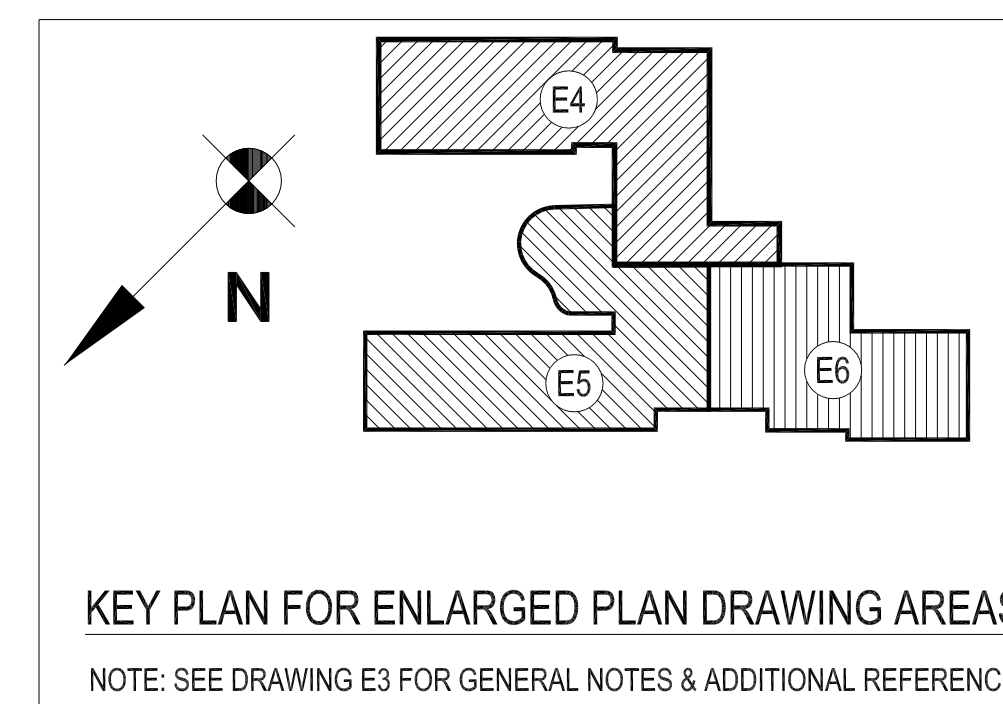 E4
N
E6
E5
KEY PLAN FOR ENLARGED PLAN DRAWING AREAS
NOTE: SEE DRAWING E3 FOR GENERAL NOTES & ADDITIONAL REFERENC